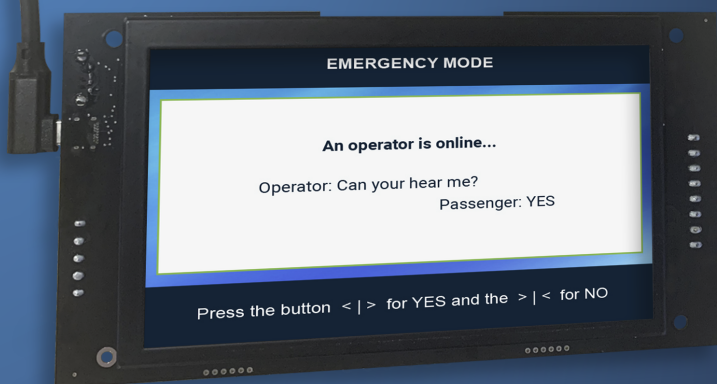 EMERGENCY MODE
An operator is online...
Operator: Can your hear me?
Passenger: YES
Press the button < | > for YES and the > | < for NO